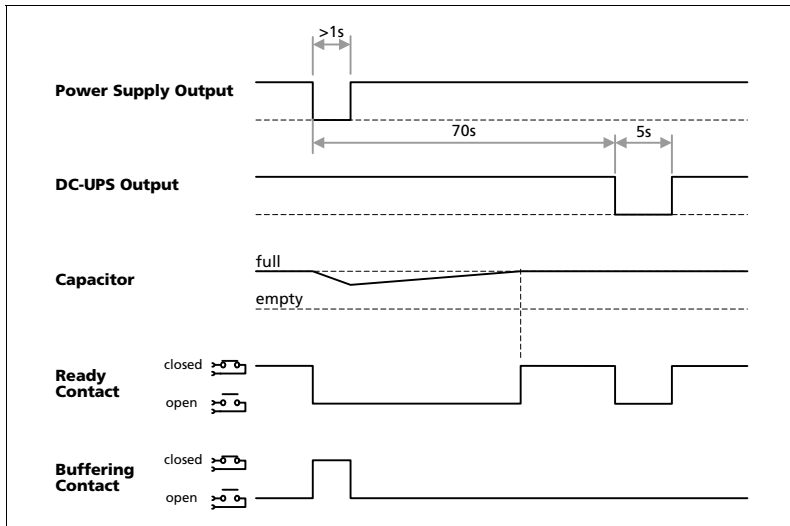 >1s
Power Supply Output
70s
5s
DC-UPS Output
full
Capacitor
empty
closed
Ready
Contact
open
closed
Buffering
Contact
open